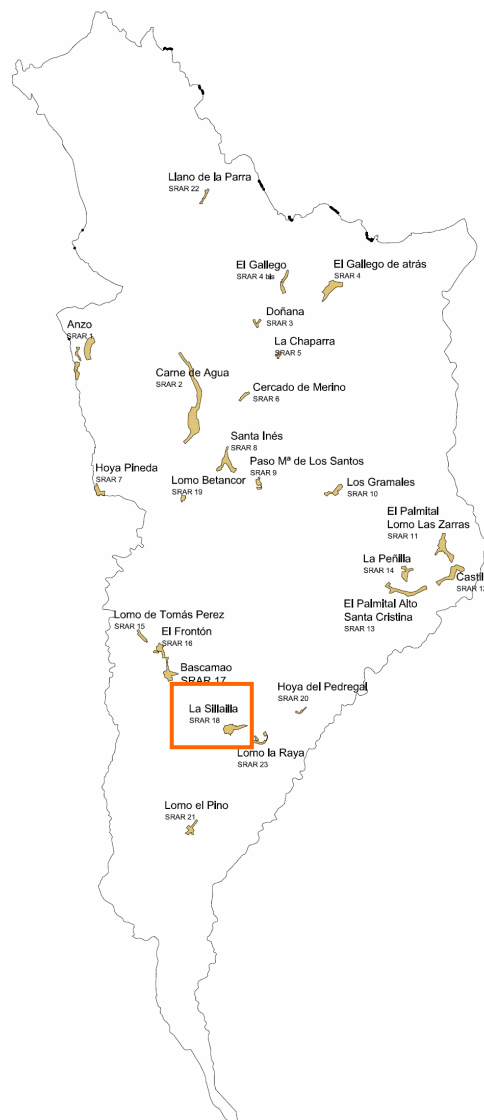 Llano de la Parra
SRAR 22
El Gallego
SRAR 4 bis
El Gallego de atrás
SRAR 4
Doñana
SRAR 3
Anzo
SRAR 1
La Chaparra
SRAR 5
Carne de Agua
SRAR 2
Cercado de Merino
SRAR 6
Santa Inés
SRAR 8
Paso Mª de Los Santos
SRAR 9
Hoya Pineda
SRAR 7
Lomo Betancor
SRAR 19
Los Gramales
SRAR 10
El Palmital
Lomo Las Zarras
SRAR 11
La Peñilla
SRAR 14
Castill
SRAR 12
El Palmital Alto
Santa Cristina
SRAR 13
Lomo de Tomás Perez
SRAR 15
El Frontón
SRAR 16
Bascamao
SRAR 17
Hoya del Pedregal
SRAR 20
La Sillailla
SRAR 18
Lomo la Raya
SRAR 23
Lomo el Pino
SRAR 21